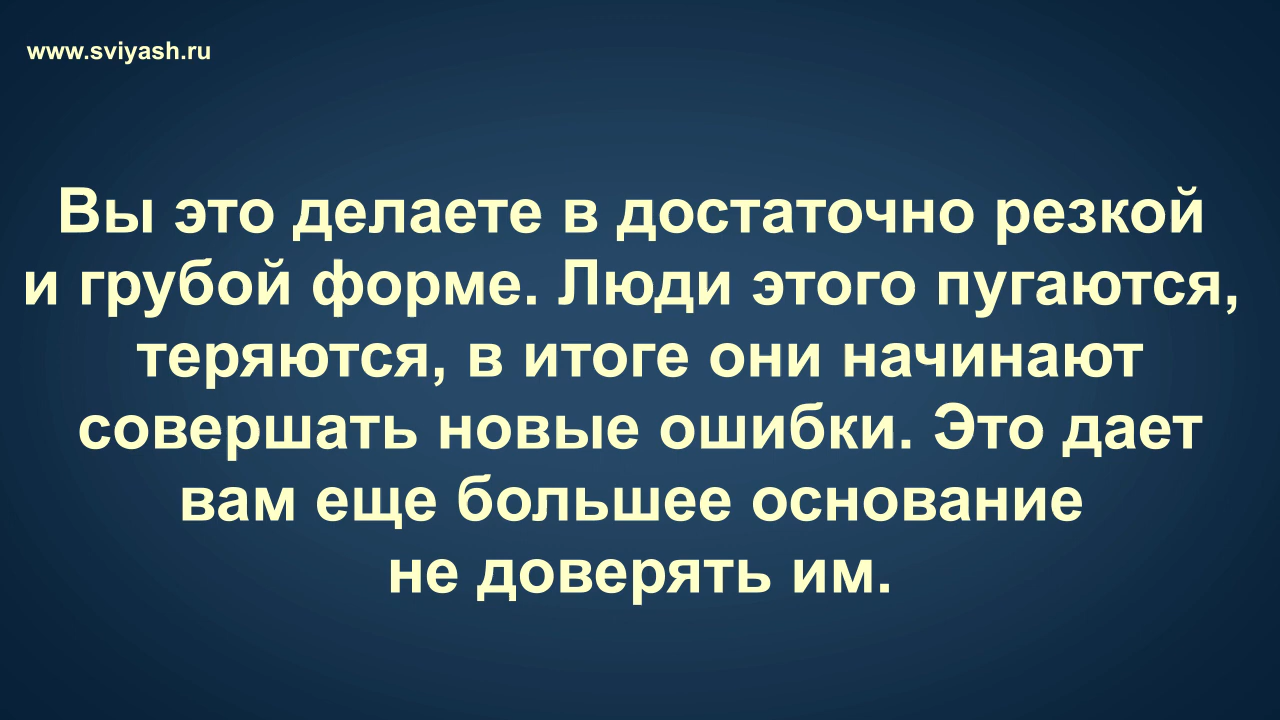 www.sviyash.ru
Вы это делаете в достаточно резкой
и грубой форме. Люди этого пугаются,
теряются, в итоге они начинают
совершать новые ошибки. Это дает
вам еще большее основание
не доверять им.